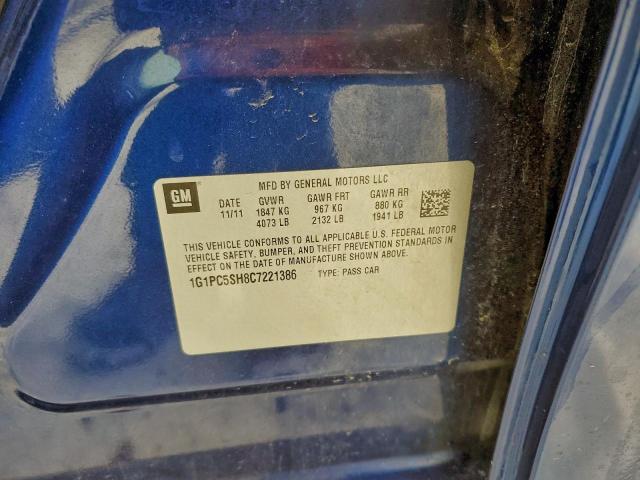 MFD BY GENERAL MOTORS LLC
GM
DATE GVWR GAWR FRT GAWR RR
11/11 1847 KG 967 KG 880 KG
4073 LB 2132 LB 1941 LB
THIS VEHICLE CONFORMS TO ALL APPLICABLE U.S. FEDERAL MOTOR
VEHICLE SAFETY, BUMPER, AND THEFT PREVENTION STANDARDS IN
EFFECT ON THE DATE OF MANUFACTURE SHOWN ABOVE.
1G1PC5SH8C7221386 TYPE: PASS CAR